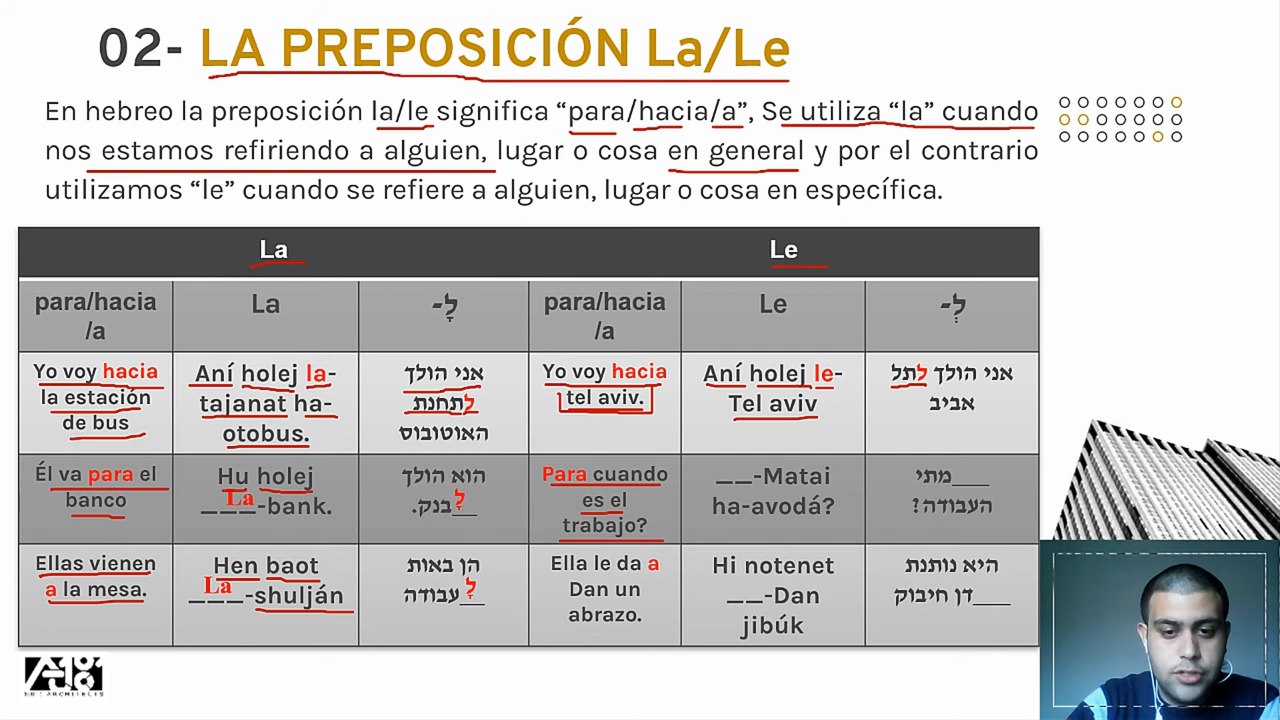 02- LA PREPOSICIÓN La/Le
En hebreo la preposición la/le significa “para/hacia/a”, Se utiliza “la” cuando
nos estamos refiriendo a alguien, lugar o cosa en general y por el contrario
utilizamos “le” cuando se refiere a alguien, lugar o cosa en específica.
La
Le
para/hacia
/a
La
לָ-
para/hacia
/a
Le
לְ-
Yo voy hacia
la estación
de bus
Aní holej la-
tajanat ha-
otobus.
אני הולך
לתחנת
האוטובוס
Yo voy hacia
tel aviv.
Aní holej le-
Tel aviv
אני הולך לתל
אביב
Él va para el
banco
Hu holej
La
___-bank.
הוא הולך
לָ__בנק.
Para cuando
es el
trabajo?
__-Matai
ha-avodá?
___מתי
העבודה?
Ellas vienen
a la mesa.
Hen baot
La
___-shulján
הן באות
לָ__עבודה
Ella le da a
Dan un
abrazo.
Hi notenet
__-Dan
jibúk
היא נותנת
___דן חיבוק